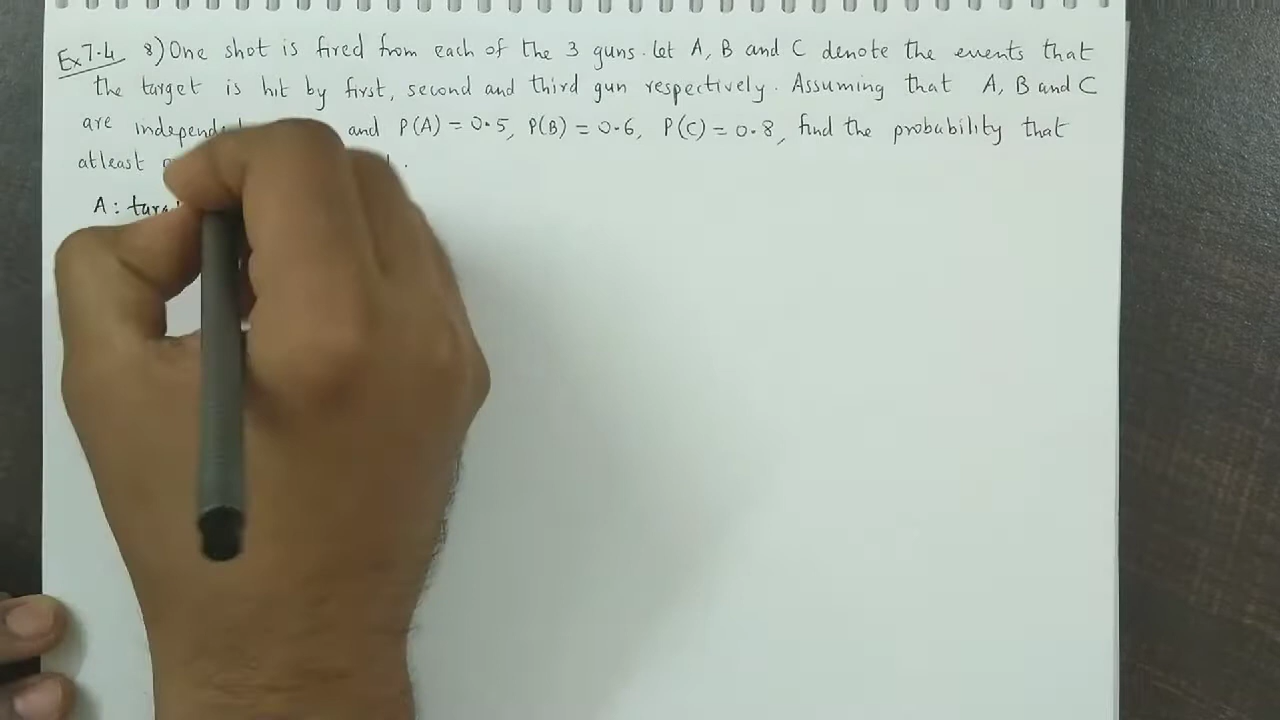 Ex 7.4 8) One shot is fired from each of the 3 guns. let A, B and C denote the events that
the target is hit by first, second and third gun respectively. Assuming that A, B and C
are and P(A) = 0.5, P(B) = 0.6, P(C) = 0.8, find the probability that
atleast
A: